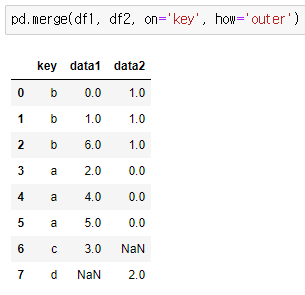 pd.merge(df1, df2, on='key', how='outer')
key data1 data2
0 b 0.0 1.0
1 b 1.0 1.0
2 b 6.0 1.0
3 a 2.0 0.0
4 a 4.0 0.0
5 a 5.0 0.0
6 c 3.0 NaN
7 d NaN 2.0